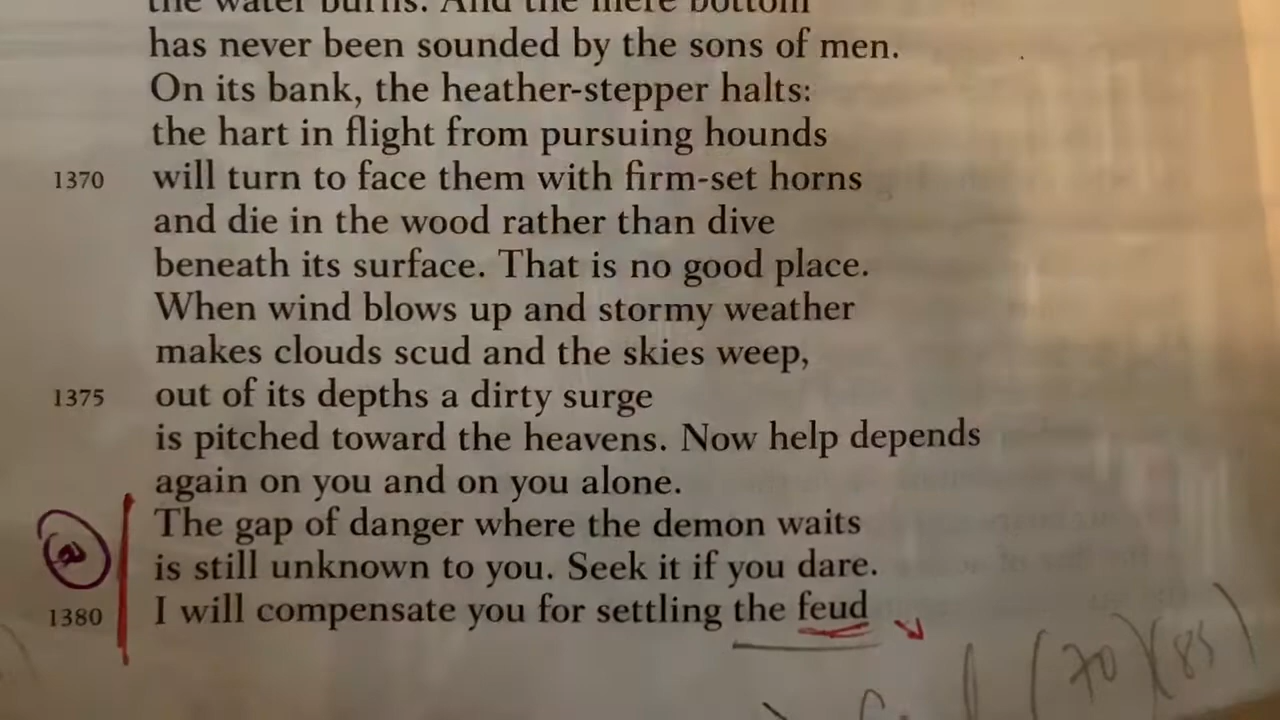 the water burns. And the mere bottom
has never been sounded by the sons of men.
On its bank, the heather-stepper halts:
the hart in flight from pursuing hounds
1370 will turn to face them with firm-set horns
and die in the wood rather than dive
beneath its surface. That is no good place.
When wind blows up and stormy weather
makes clouds scud and the skies weep,
1375 out of its depths a dirty surge
is pitched toward the heavens. Now help depends
again on you and on you alone.
The gap of danger where the demon waits
is still unknown to you. Seek it if you dare.
1380 I will compensate you for settling the feud
(70)(85)